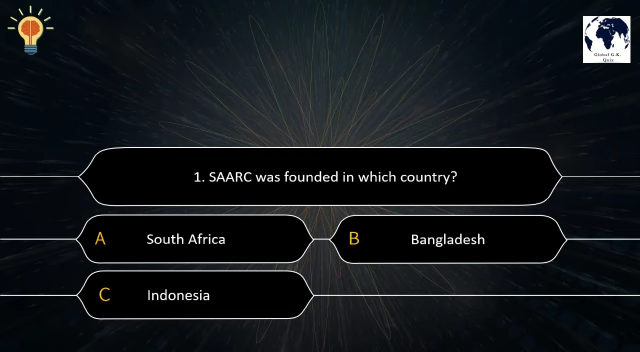 Global G.K.
Quiz
1. SAARC was founded in which country?
A South Africa
B Bangladesh
C Indonesia